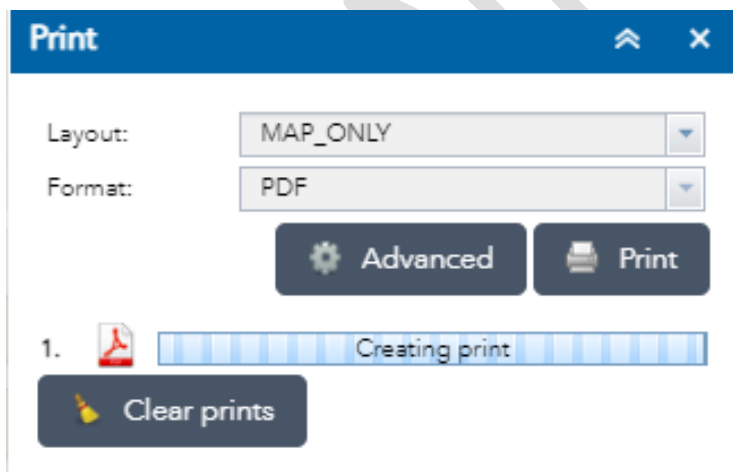 Print
Layout: MAP_ONLY
Format: PDF
Advanced Print
1. Creating print
Clear prints